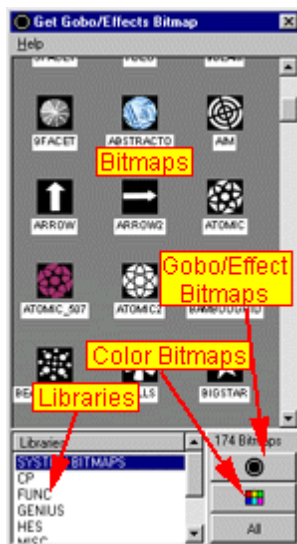 Get Gobo/Effects Bitmap
Help
9FACET ABSTRACTO AIM
Bitmaps
ARROW ARROW2 ATOMIC
Gobo/Effect
Bitmaps
ATOMIC_507 ATOMIC2
Color Bitmaps
BIGSTAR
Libraries
Libraries 174 Bitmaps
SYSTEM BITMAPS
CP
FUNC
GENIUS
HES
MISC
All